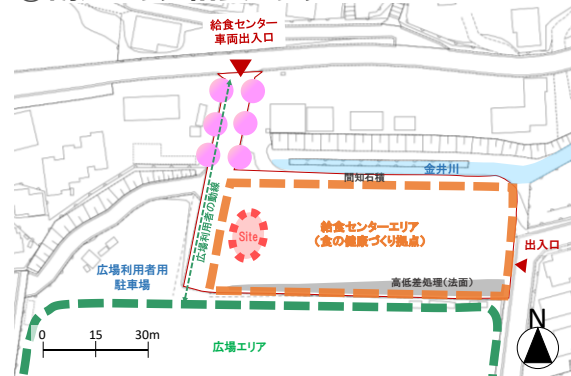 給食センター
車両出入口
金井川
間知石積
広場利用者の動線
Site
給食センターエリア
(食の健康づくり拠点)
出入口
広場利用者用
駐車場
高低差処理(法面)
N
0 15 30m
広場エリア